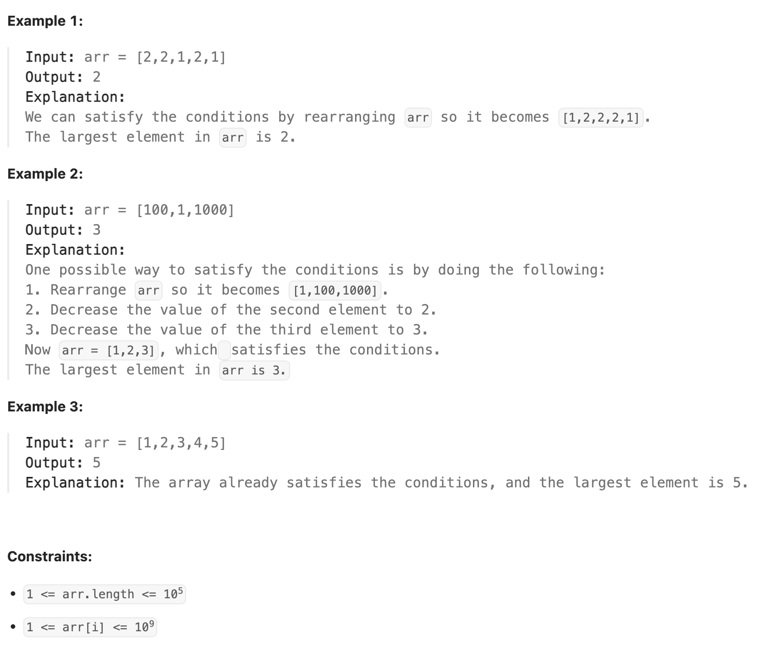 Example 1:
Input: arr = [2,2,1,2,1]
Output: 2
Explanation:
We can satisfy the conditions by rearranging arr so it becomes [1,2,2,2,1].
The largest element in arr is 2.
Example 2:
Input: arr = [100,1,1000]
Output: 3
Explanation:
One possible way to satisfy the conditions is by doing the following:
1. Rearrange arr so it becomes [1,100,1000].
2. Decrease the value of the second element to 2.
3. Decrease the value of the third element to 3.
Now arr = [1,2,3], which satisfies the conditions.
The largest element in arr is 3.
Example 3:
Input: arr = [1,2,3,4,5]
Output: 5
Explanation: The array already satisfies the conditions, and the largest element is 5.
Constraints:
• 1 <= arr.length <= 10⁵
• 1 <= arr[i] <= 10⁹